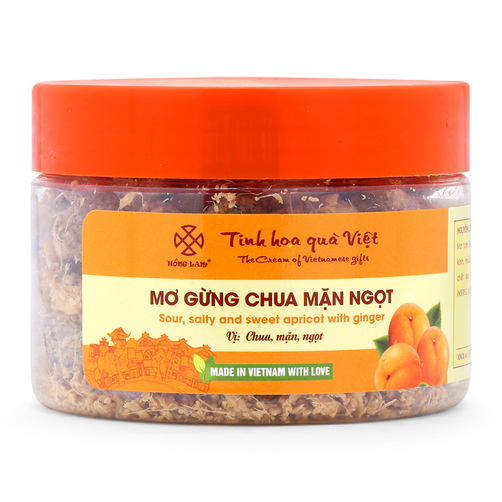 HỒNG LAM®
Tinh hoa quà Việt
The Cream of Vietnamese gifts
MƠ GỪNG CHUA MẶN NGỌT
Sour, salty and sweet apricot with ginger
Vị: Chua, mặn, ngọt
MADE IN VIETNAM WITH LOVE